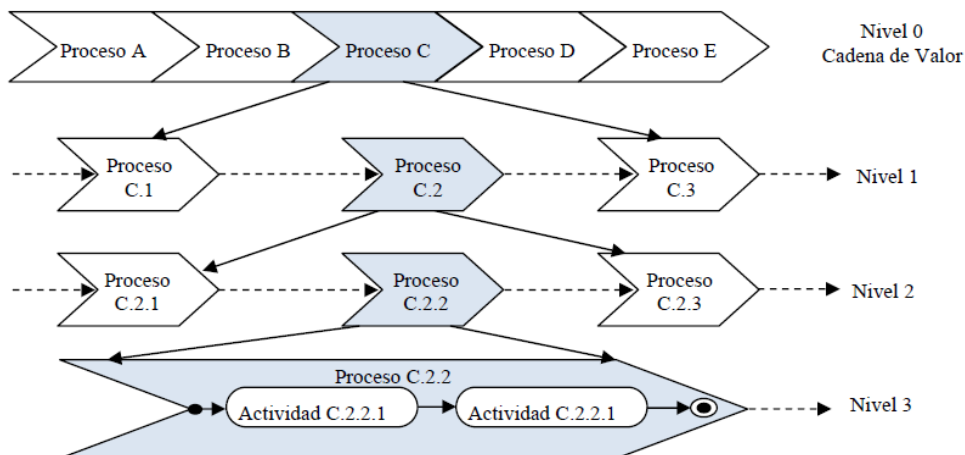 Proceso A
Proceso B
Proceso C
Proceso D
Proceso E
Nivel 0
Cadena de Valor
Proceso
C.1
Proceso
C.2
Proceso
C.3
Nivel 1
Proceso
C.2.1
Proceso
C.2.2
Proceso
C.2.3
Nivel 2
Proceso C.2.2
Actividad C.2.2.1
Actividad C.2.2.1
Nivel 3